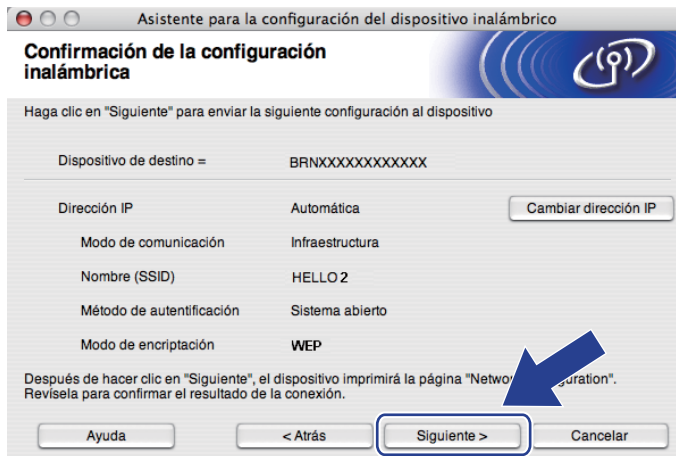 Asistente para la configuración del dispositivo inalámbrico
Confirmación de la configuración
inalámbrica
Haga clic en "Siguiente" para enviar la siguiente configuración al dispositivo
Dispositivo de destino = BRNXXXXXXXXXXXX
Dirección IP Automática Cambiar dirección IP
Modo de comunicación Infraestructura
Nombre (SSID) HELLO 2
Método de autentificación Sistema abierto
Modo de encriptación WEP
Después de hacer clic en "Siguiente", el dispositivo imprimirá la página "Netwo uration".
Revísela para confirmar el resultado de la conexión.
Ayuda < Atrás Siguiente > Cancelar